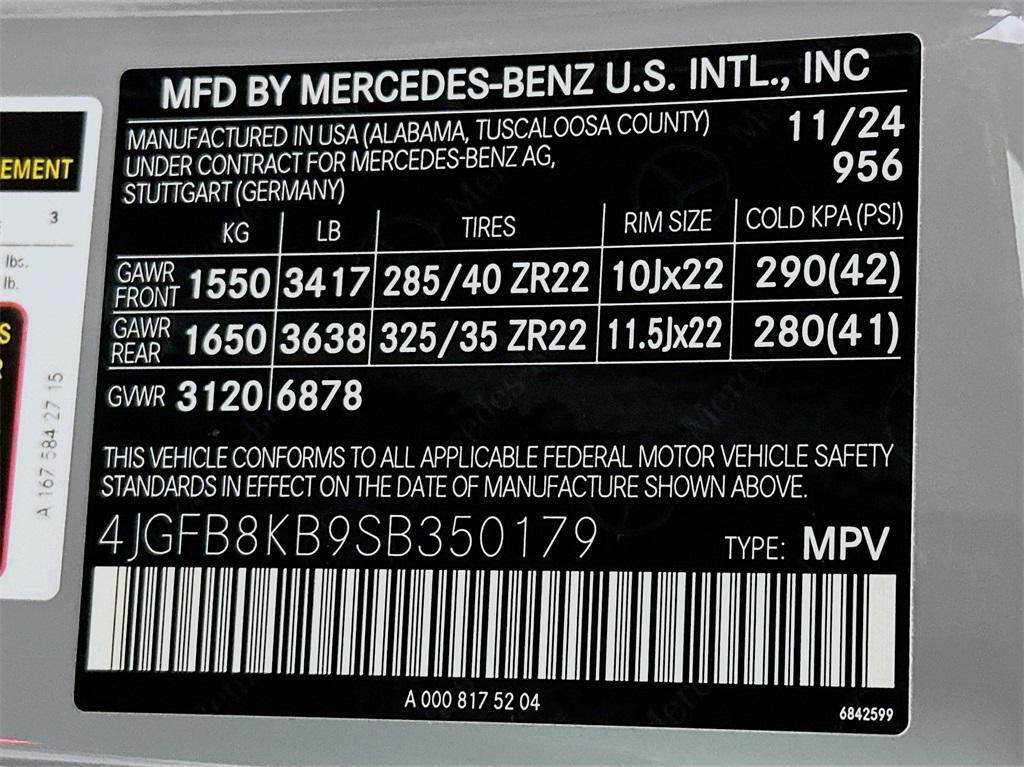 MFD BY MERCEDES-BENZ U.S. INTL., INC
MANUFACTURED IN USA (ALABAMA, TUSCALOOSA COUNTY) 11/24
UNDER CONTRACT FOR MERCEDES-BENZ AG, 956
STUTTGART (GERMANY)
KG LB TIRES RIM SIZE COLD KPA (PSI)
GAWR FRONT 1550 3417 285/40 ZR22 10Jx22 290(42)
GAWR REAR 1650 3638 325/35 ZR22 11.5Jx22 280(41)
GVWR 3120 6878
THIS VEHICLE CONFORMS TO ALL APPLICABLE FEDERAL MOTOR VEHICLE SAFETY
STANDARDS IN EFFECT ON THE DATE OF MANUFACTURE SHOWN ABOVE.
4JGFB8KB9SB350179 TYPE: MPV
A 000 817 52 04
6842599
EMENT
3
lbs.
lb.
S
A 167 584 27 15